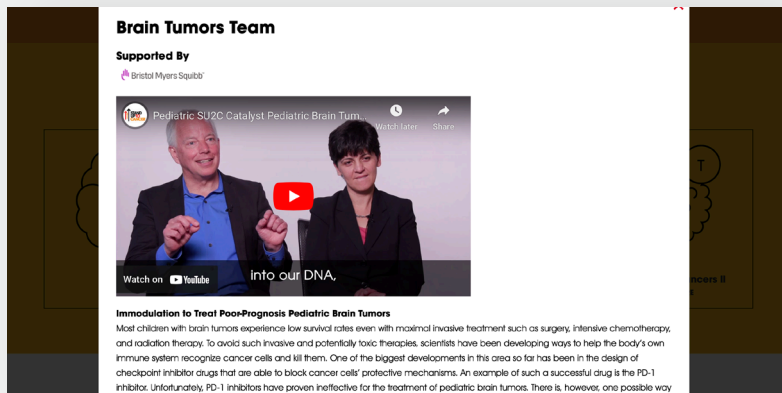 Brain Tumors Team
Supported By
Bristol Myers Squibb™
Pediatric SU2C Catalyst Pediatric Brain Tum...
Watch later
Share
T
into our DNA,
Watch on YouTube
ncers II
Immodulation to Treat Poor-Prognosis Pediatric Brain Tumors
Most children with brain tumors experience low survival rates even with maximal invasive treatment such as surgery, intensive chemotherapy,
and radiation therapy. To avoid such invasive and potentially toxic therapies, scientists have been developing ways to help the body's own
immune system recognize cancer cells and kill them. One of the biggest developments in this area so far has been in the design of
checkpoint inhibitor drugs that are able to block cancer cells' protective mechanisms. An example of such a successful drug is the PD-1
inhibitor. Unfortunately, PD-1 inhibitors have proven ineffective for the treatment of pediatric brain tumors. There is, however, one possible way